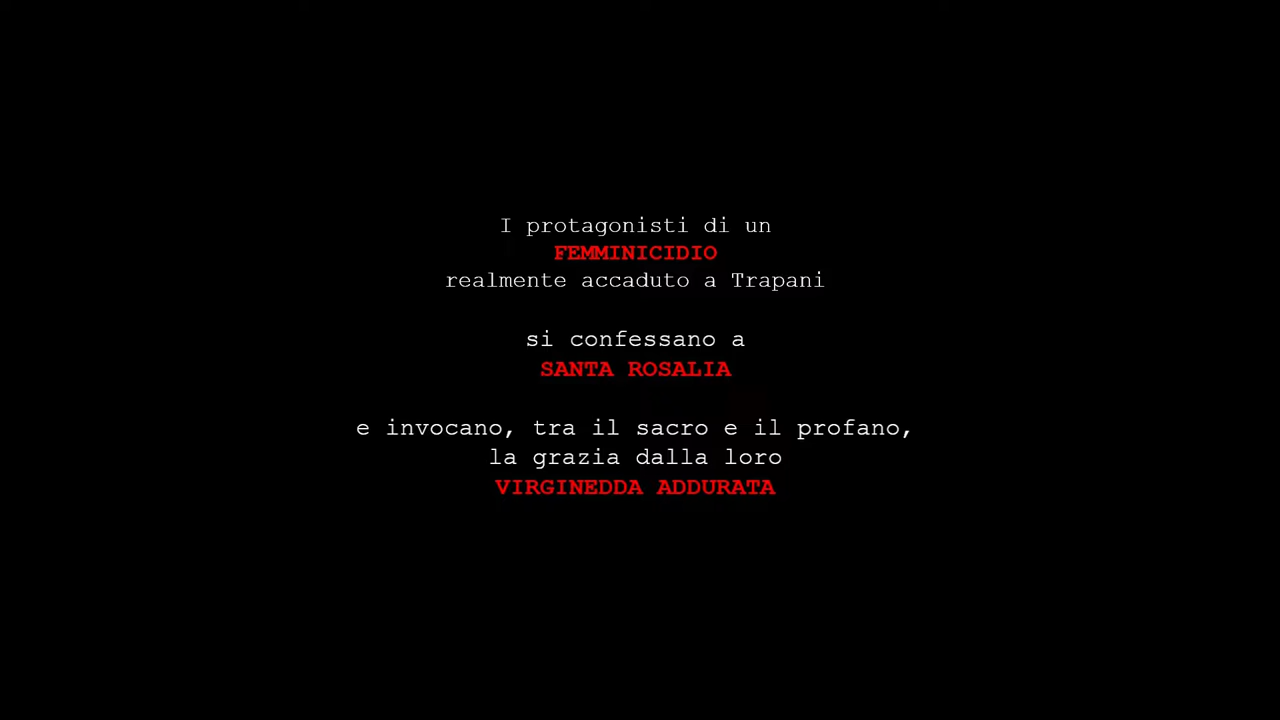 I protagonisti di un
FEMMINICIDIO
realmente accaduto a Trapani
si confessano a
SANTA ROSALIA
e invocano, tra il sacro e il profano,
la grazia dalla loro
VIRGINEDDA ADDURATA